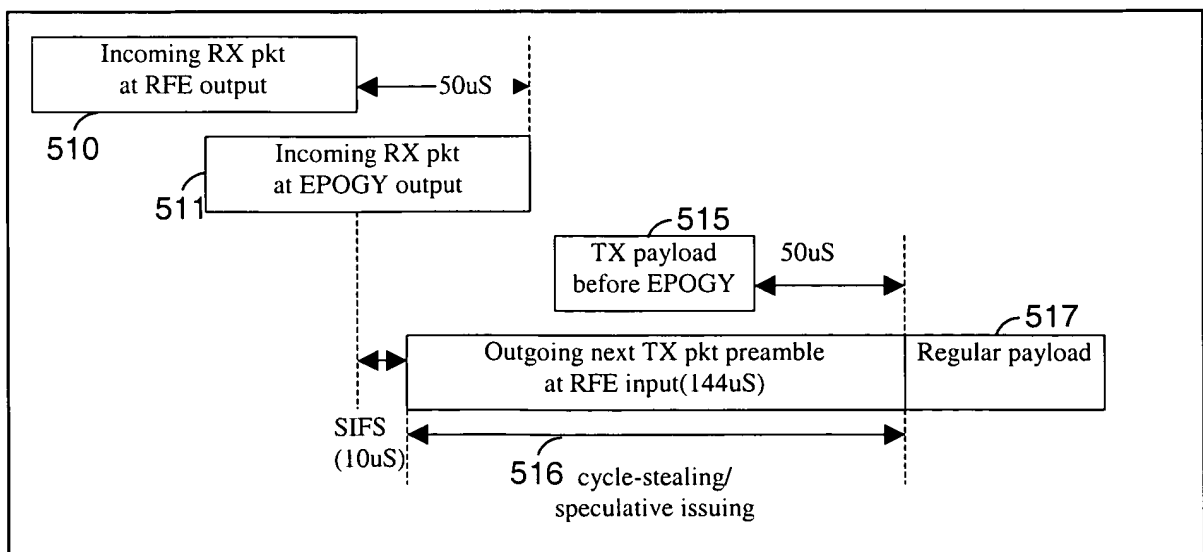 Incoming RX pkt
at RFE output
50uS
510
Incoming RX pkt
at EPOGY output
511
515
TX payload
before EPOGY
50uS
517
Outgoing next TX pkt preamble
at RFE input(144uS)
Regular payload
SIFS
(10uS)
516
cycle-stealing/
speculative issuing